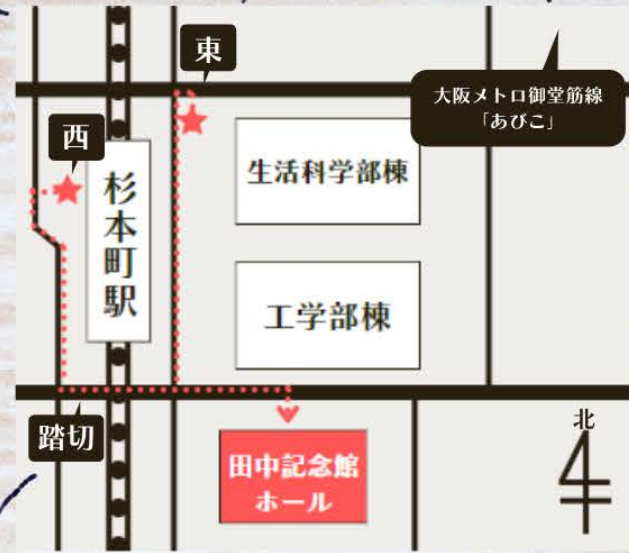 東
大阪メトロ御堂筋線
「あびこ」
西
杉本町駅
生活科学部棟
工学部棟
踏切
田中記念館
ホール
北